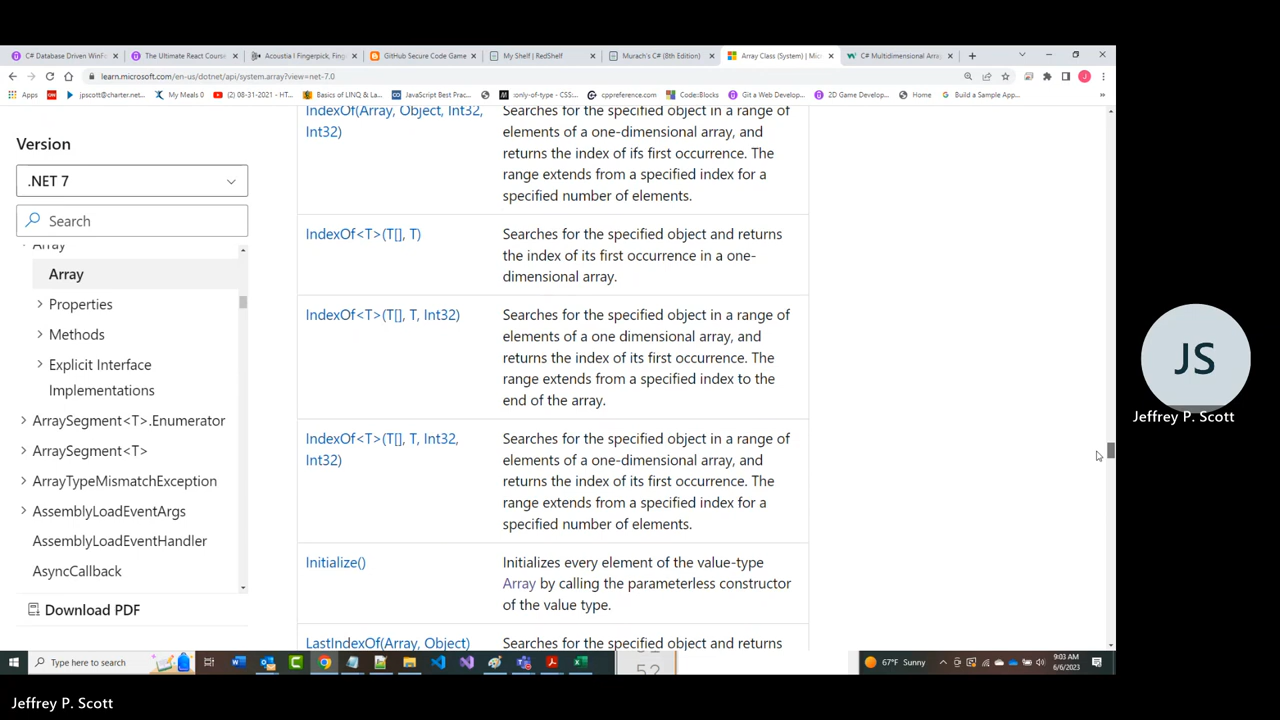 C# Database Driven WinFo
The Ultimate React Course
Acoustia I Fingerpick, Fing
GitHub Secure Code Game
My Shelf | RedShelf
Murach's C# (8th Edition)
Array Class (System) | Mic
C# Multidimensional Array
learn.microsoft.com/en-us/dotnet/api/system.array?view=net-7.0
Apps
jpscott@charter.net...
My Meals 0
(2) 08-31-2021 - HT...
Basics of LINQ & La...
JavaScript Best Prac...
:only-of-type - CSS:...
cppreference.com
Code::Blocks
Git a Web Develop...
2D Game Develop...
Home
Build a Sample App...
Version
.NET 7
Search
Array
Array
Properties
Methods
Explicit Interface
Implementations
ArraySegment<T>.Enumerator
ArraySegment<T>
ArrayTypeMismatchException
AssemblyLoadEventArgs
AssemblyLoadEventHandler
AsyncCallback
Download PDF
IndexOf(Array, Object, Int32,
Int32)
Searches for the specified object in a range of
elements of a one-dimensional array, and
returns the index of ifs first occurrence. The
range extends from a specified index for a
specified number of elements.
IndexOf<T>(T[], T)
Searches for the specified object and returns
the index of its first occurrence in a one-
dimensional array.
IndexOf<T>(T[], T, Int32)
Searches for the specified object in a range of
elements of a one dimensional array, and
returns the index of its first occurrence. The
range extends from a specified index to the
end of the array.
IndexOf<T>(T[], T, Int32,
Int32)
Searches for the specified object in a range of
elements of a one-dimensional array, and
returns the index of its first occurrence. The
range extends from a specified index for a
specified number of elements.
Initialize()
Initializes every element of the value-type
Array by calling the parameterless constructor
of the value type.
LastIndexOf(Array, Object)
Searches for the specified object and returns
JS
Jeffrey P. Scott
Type here to search
52
67°F Sunny
9:03 AM
6/6/2023
Jeffrey P. Scott